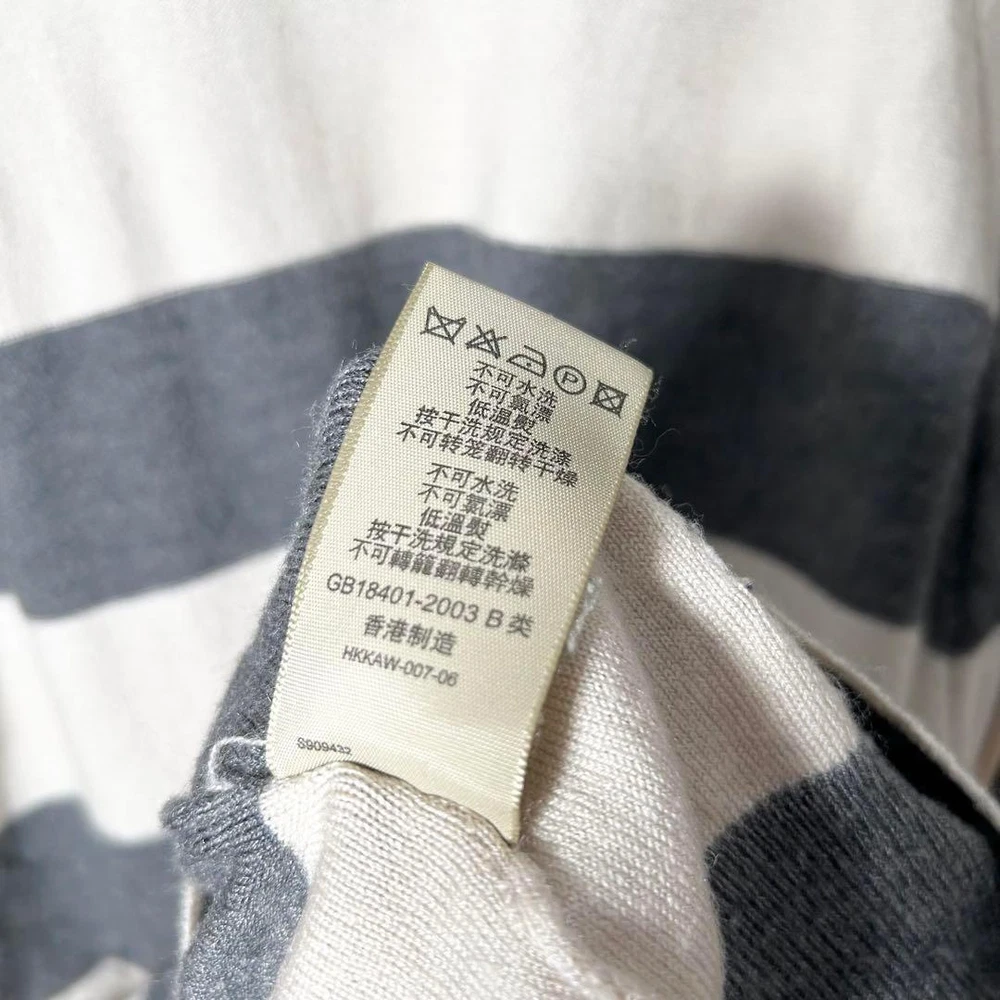 P
不可水洗
不可氯漂
低温熨
按干洗规定洗涤
不可转笼翻转干燥
不可水洗
不可氯漂
低溫熨
按干洗規定洗滌
不可轉籠翻轉幹燥
GB18401-2003 B 类
香港制造
HKKAW-007-06
S909432